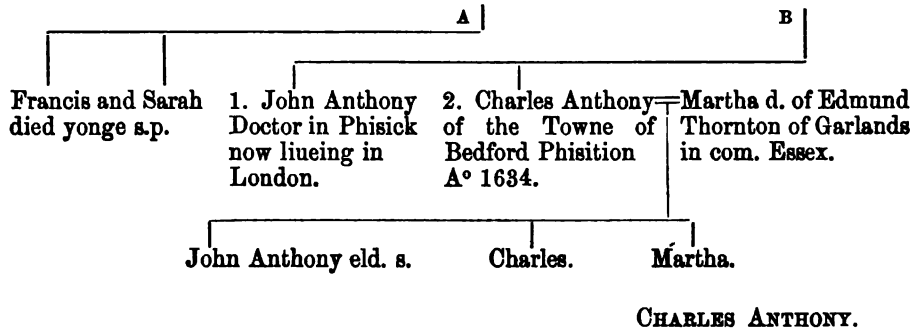 A B
Francis and Sarah
died yonge s.p.
1. John Anthony
Doctor in Phisick
now liueing in
London.
2. Charles Anthony
of the Towne of
Bedford Phisition
Aº 1634.
Martha d. of Edmund
Thornton of Garlands
in com. Essex.
John Anthony eld. s. Charles. Martha.
CHARLES ANTHONY.